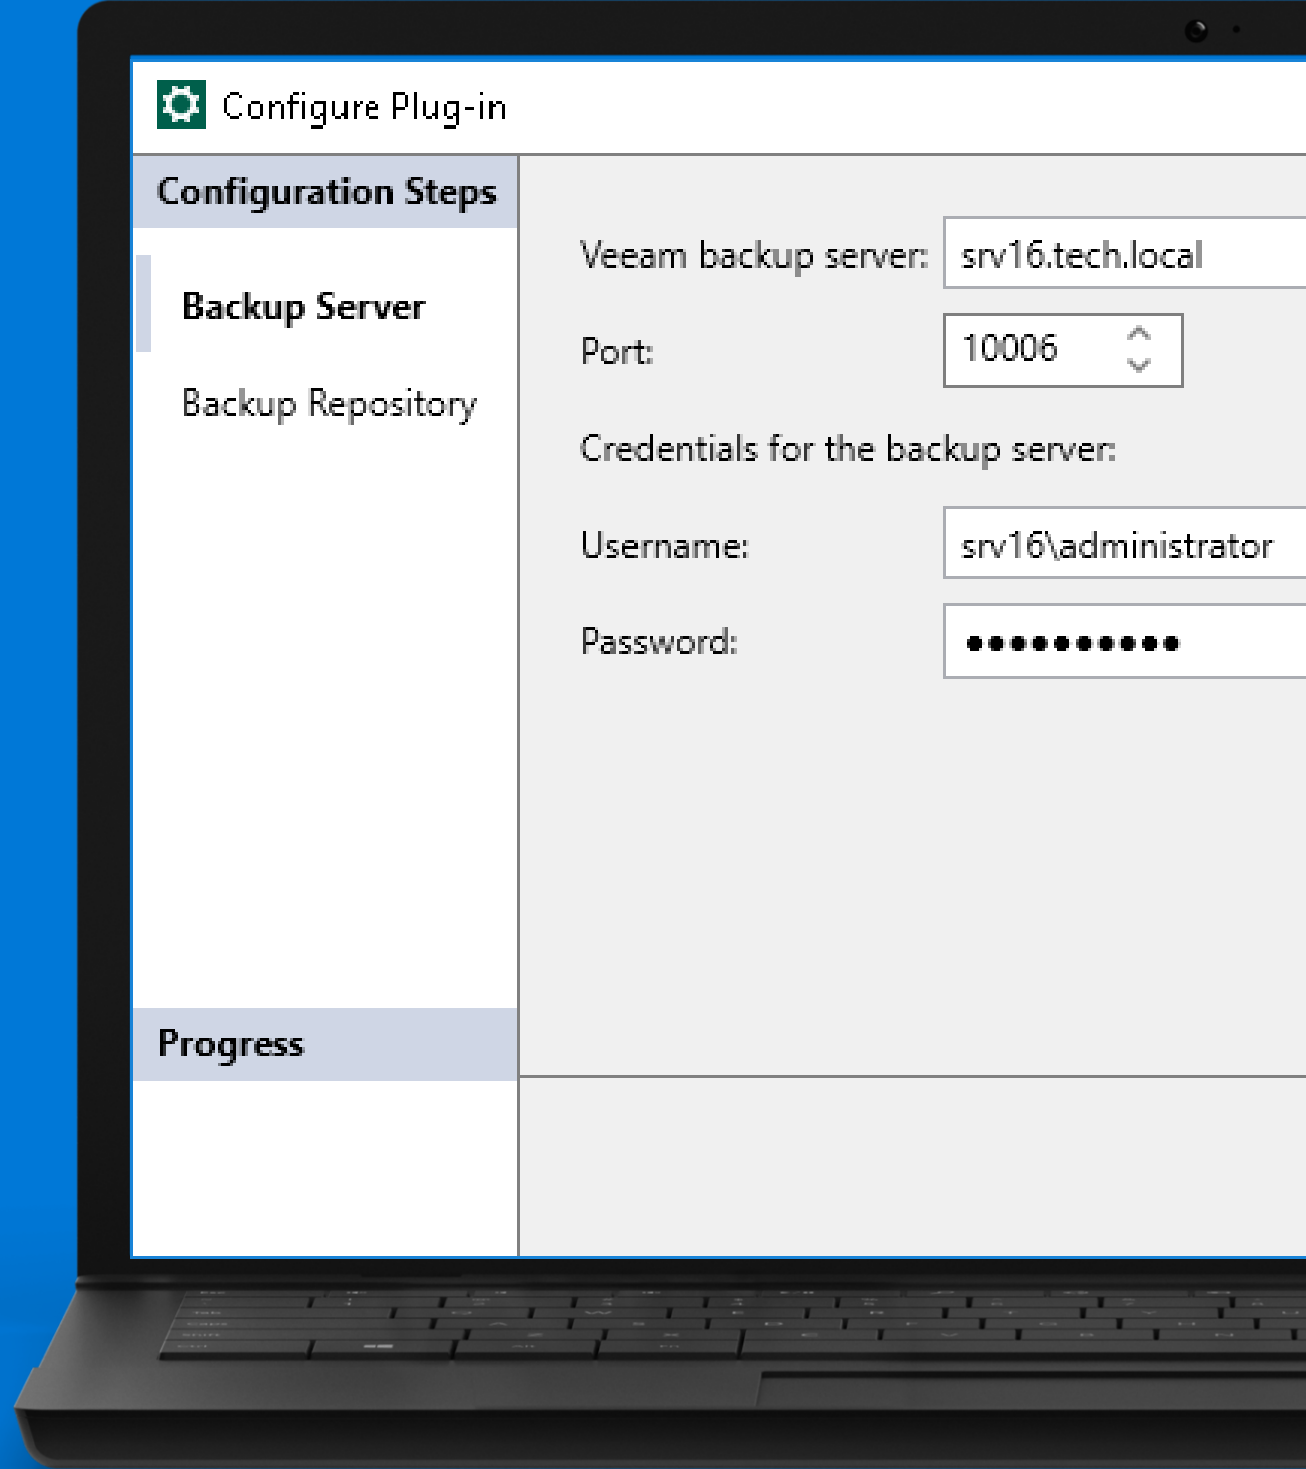 Configure Plug-in
Configuration Steps
Backup Server
Backup Repository
Progress
Veeam backup server: srv16.tech.local
Port: 10006
Credentials for the backup server:
Username: srv16\administrator
Password: ●●●●●●●●●●